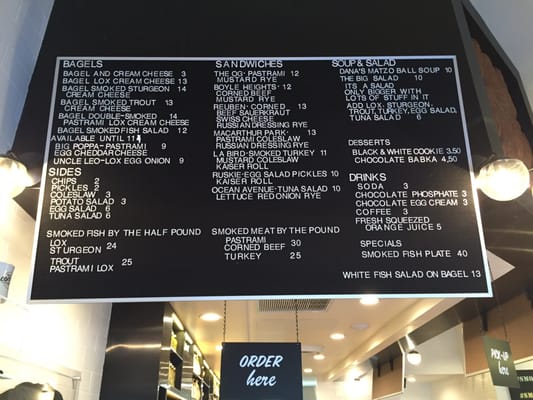 BAGELS
BAGEL AND CREAM CHEESE 3
BAGEL LOX CREAM CHEESE 13
BAGEL SMOKED STURGEON 14
CREAM CHEESE
BAGEL SMOKED TROUT 13
CREAM CHEESE
BAGEL DOUBLE-SMOKED 14
PASTRAMI LOX CREAM CHEESE
BAGEL SMOKED FISH SALAD 12
AVAILABLE UNTIL 11
BIG POPPA-PASTRAMI 9
EGG CHEDDAR CHEESE
UNCLE LEO-LOX EGG ONION 9
SIDES
CHIPS 2
PICKLES 2
COLESLAW 3
POTATO SALAD 3
EGG SALAD 6
TUNA SALAD 6
SMOKED FISH BY THE HALF POUND
LOX
STURGEON 24
TROUT 25
PASTRAMI LOX
SANDWICHES
THE OG· PASTRAMI 12
MUSTARD RYE
BOYLE HEIGHTS· 12
CORNED BEEF
MUSTARD RYE
REUBEN· CORNED 13
BEEF SAUERKRAUT
SWISS CHEESE
RUSSIAN DRESSING RYE
MACARTHUR PARK· 13
PASTRAMI COLESLAW
RUSSIAN DRESSING RYE
LA BIRD·SMOKED TURKEY 11
MUSTARD COLESLAW
KAISER ROLL
RUSKIE·EGG SALAD PICKLES 10
KAISER ROLL
OCEAN AVENUE·TUNA SALAD 10
LETTUCE RED ONION RYE
SMOKED MEAT BY THE POUND
PASTRAMI 30
CORNED BEEF
TURKEY 25
SOUP & SALAD
DANA'S MATZO BALL SOUP 10
THE BIG SALAD 10
ITS A SALAD
ONLY BIGGER WITH
LOTS OF STUFF IN IT
ADD LOX, STURGEON,
TROUT, TURKEY, EGG SALAD,
TUNA SALAD 6
DESSERTS
BLACK & WHITE COOKIE 3.50
CHOCOLATE BABKA 4,50
DRINKS
SODA 3
CHOCOLATE PHOSPHATE 3
CHOCOLATE EGG CREAM 3
COFFEE 3
FRESH SQUEEZED
ORANGE JUICE 5
SPECIALS
SMOKED FISH PLATE 40
WHITE FISH SALAD ON BAGEL 13
ORDER
here
PICK-UP
here